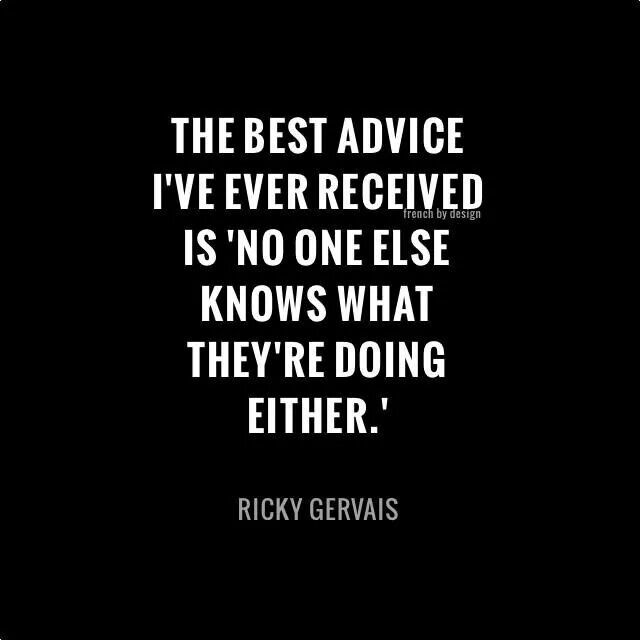 THE BEST ADVICE
I'VE EVER RECEIVED
french by design
IS 'NO ONE ELSE
KNOWS WHAT
THEY'RE DOING
EITHER.'
RICKY GERVAIS